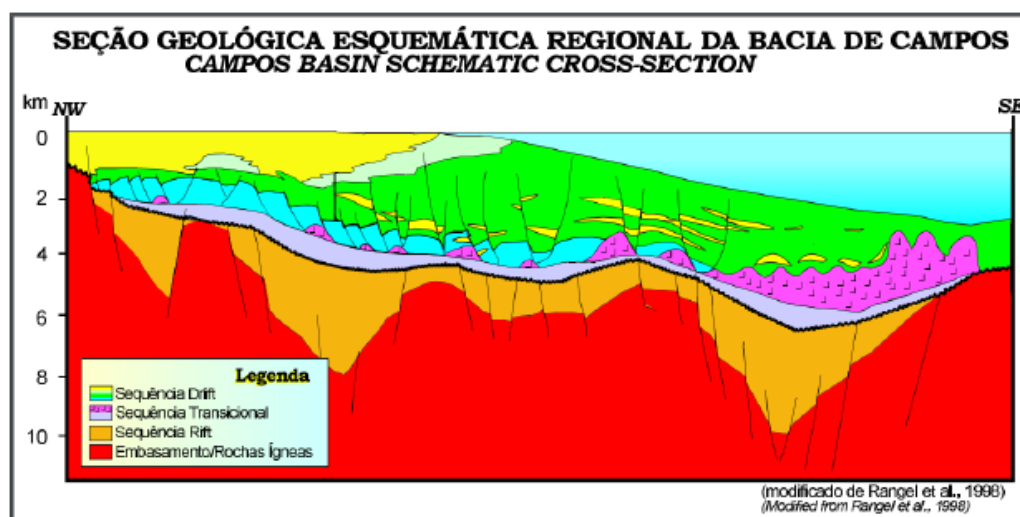 SEÇÃO GEOLÓGICA ESQUEMÁTICA REGIONAL DA BACIA DE CAMPOS
CAMPOS BASIN SCHEMATIC CROSS-SECTION
km
NW
SE
0
2
4
6
8
10
Legenda
Sequência Drift
Sequência Transicional
Sequência Rift
Embasamento/Rochas Ígneas
(modificado de Rangel et al., 1998)
(Modified from Rangel et al., 1998)